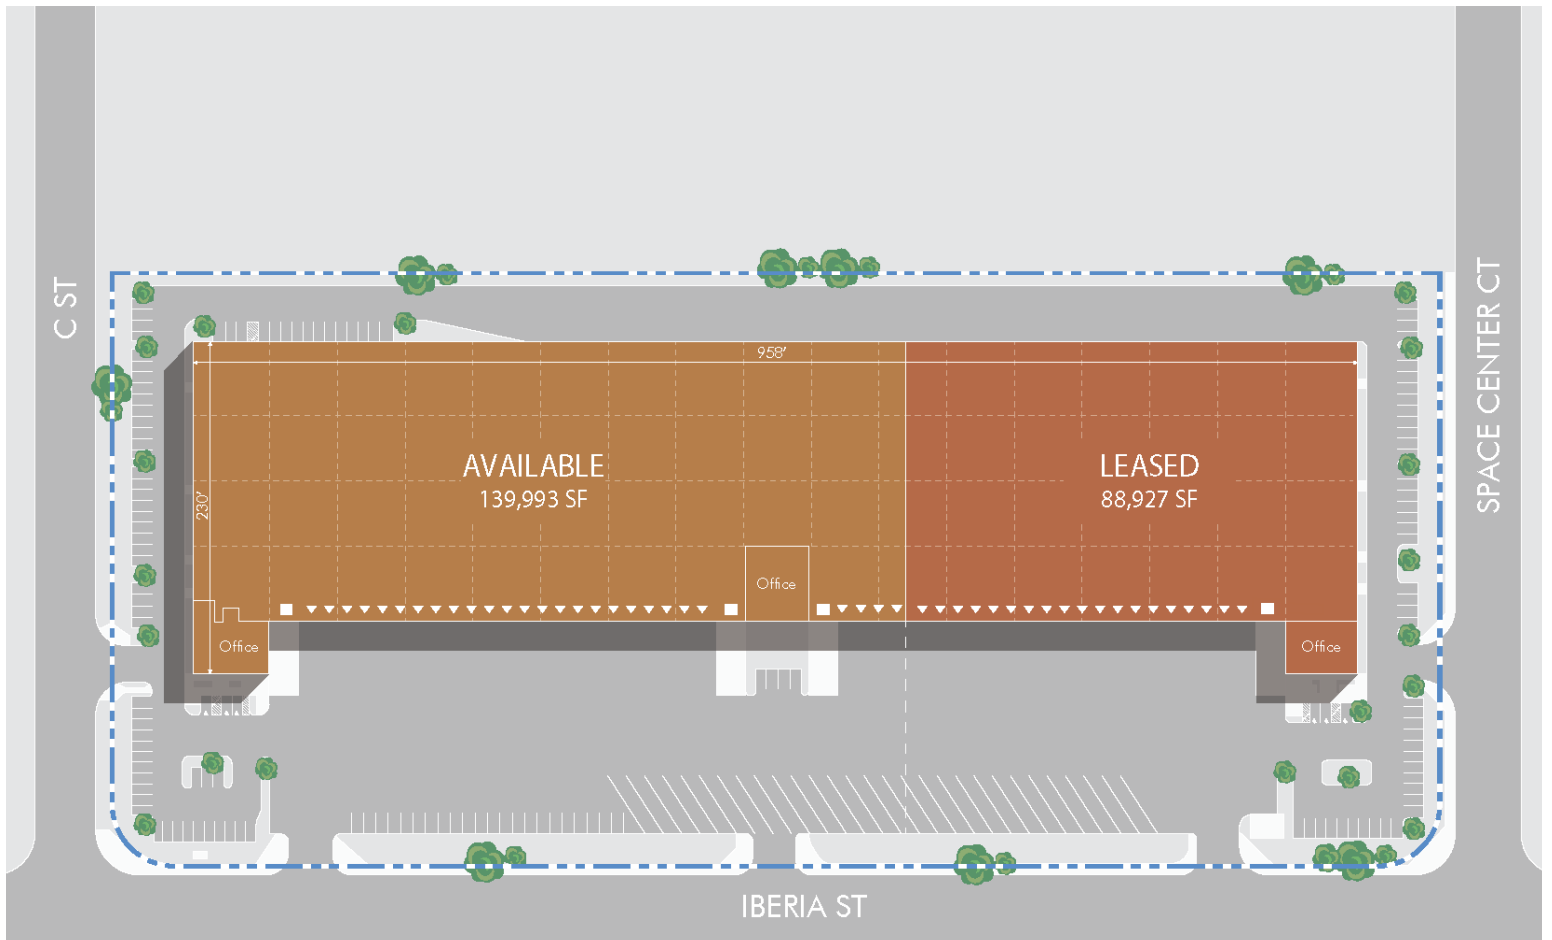 C ST
SPACE CENTER CT
958'
230'
AVAILABLE
139,993 SF
LEASED
88,927 SF
Office
Office
Office
IBERIA ST